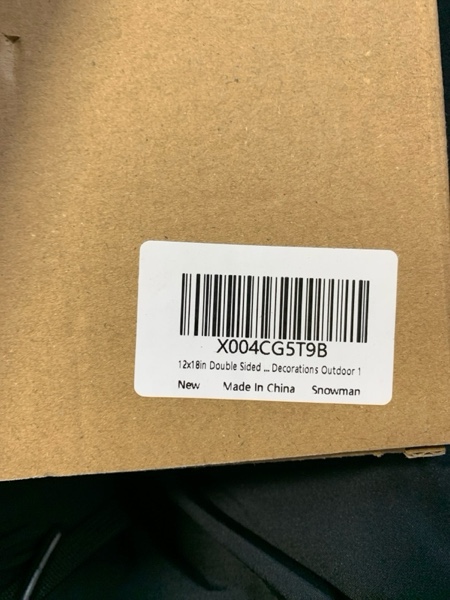 X004CG5T9B
12x18in Double Sided ... Decorations Outdoor 1
New Made In China Snowman